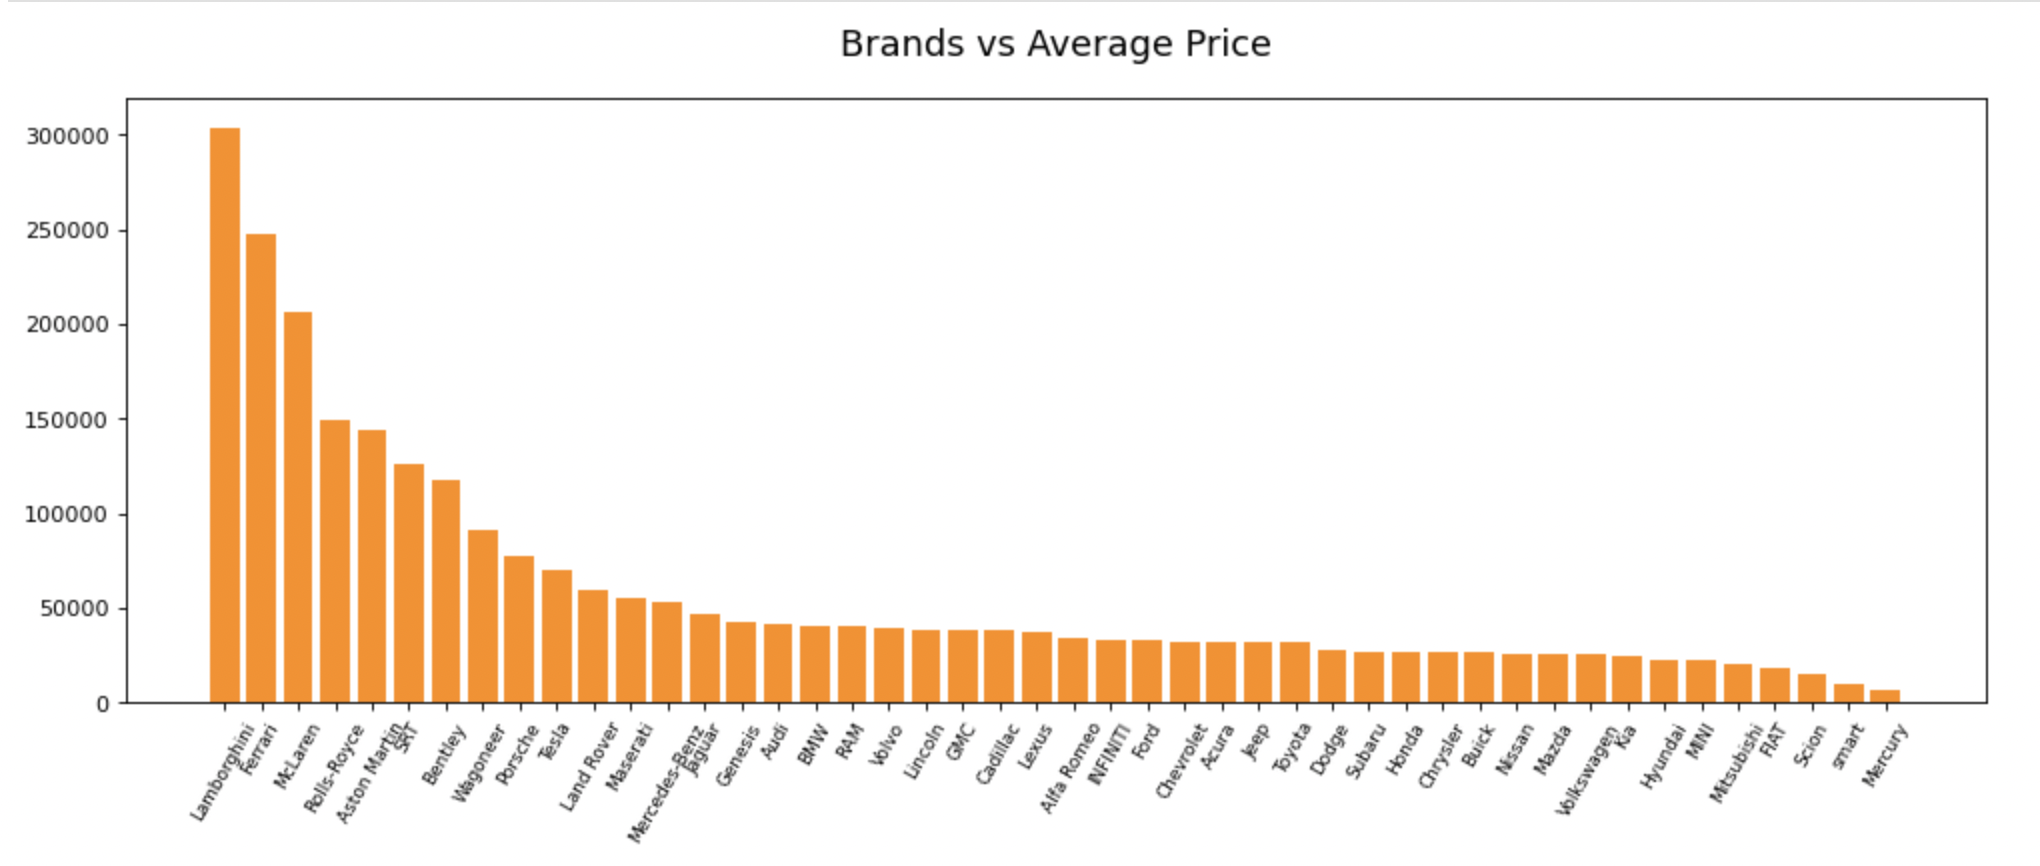 Brands vs Average Price
300000
250000
200000
150000
100000
50000
0
Lamborghini
Ferrari
McLaren
Rolls-Royce
Aston Martin
SRT
Bentley
Wagoneer
Porsche
Tesla
Land Rover
Maserati
Mercedes-Benz
Jaguar
Genesis
Audi
BMW
RAM
Volvo
Lincoln
GMC
Cadillac
Lexus
Alfa Romeo
INFINITI
Ford
Chevrolet
Acura
Jeep
Toyota
Dodge
Subaru
Honda
Chrysler
Buick
Nissan
Mazda
Volkswagen
Kia
Hyundai
MINI
Mitsubishi
FIAT
Scion
smart
Mercury